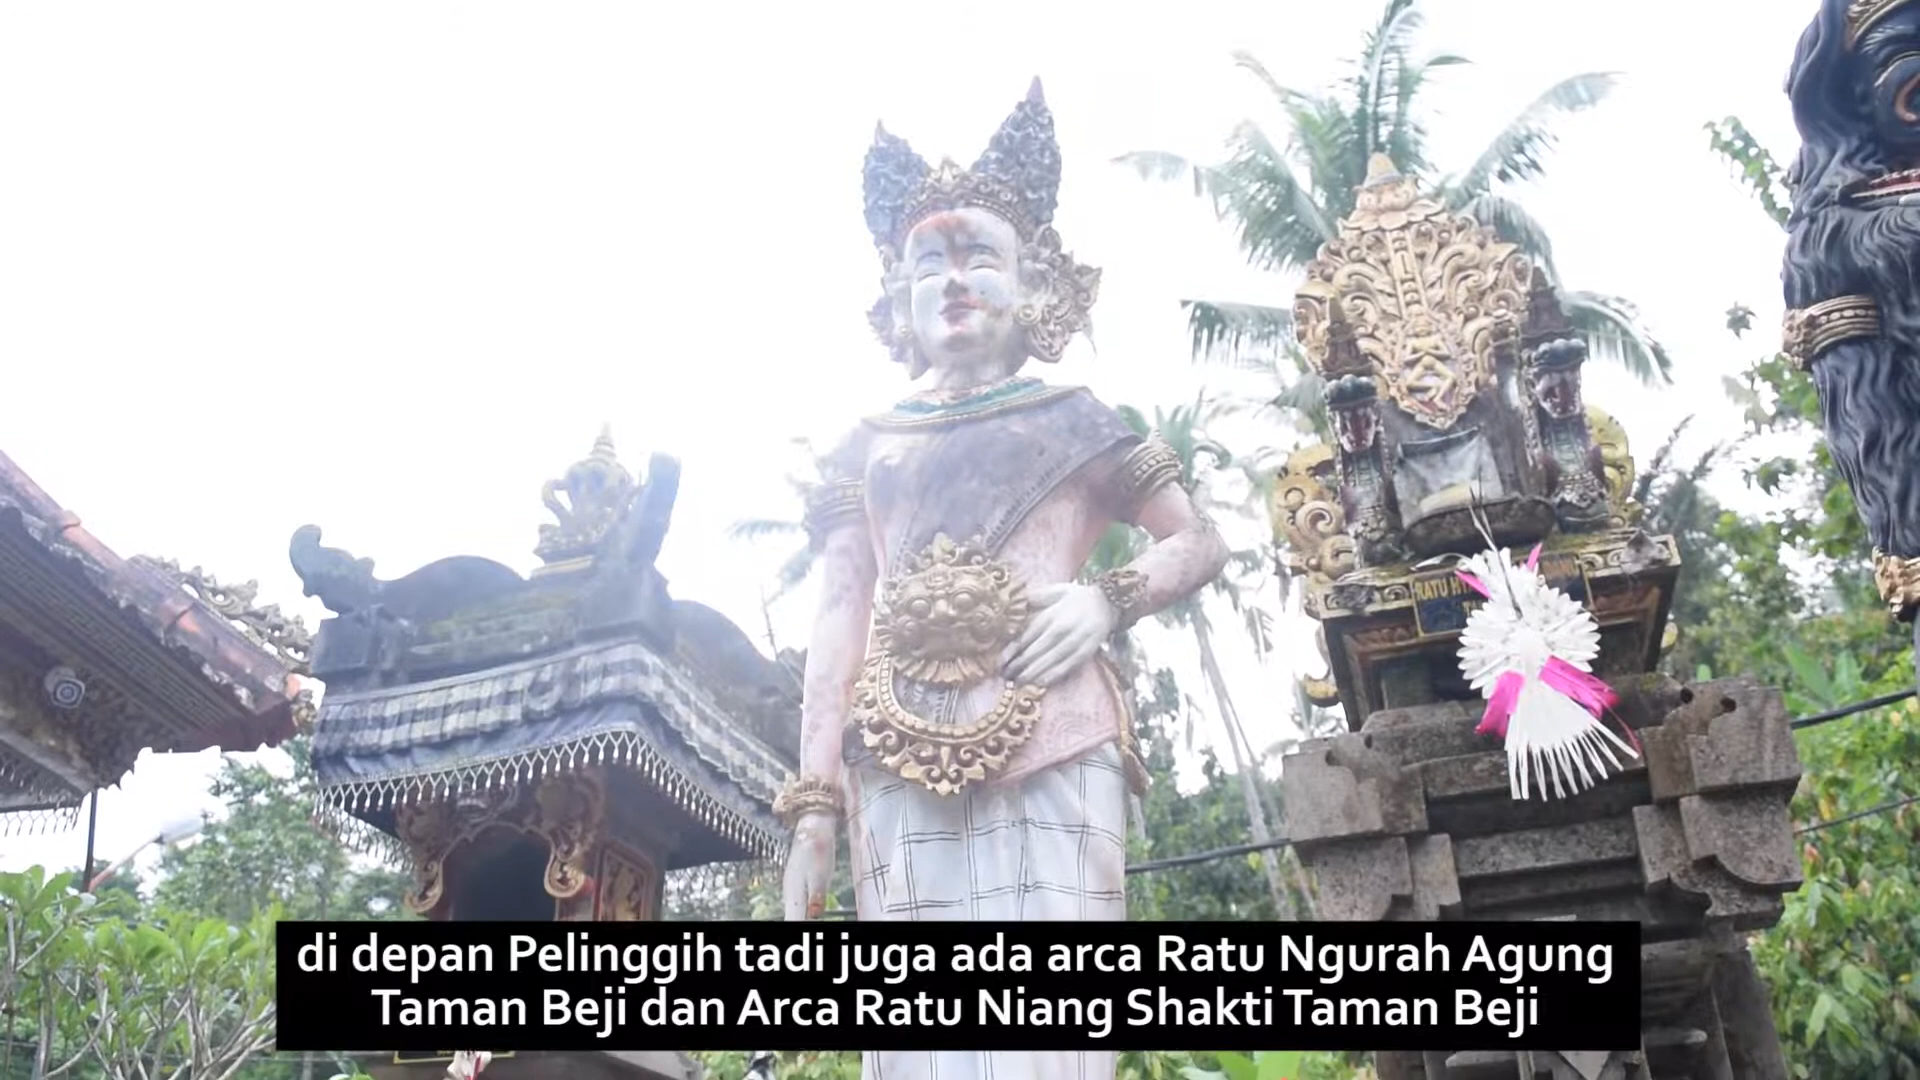 RATU
di depan Pelinggih tadi juga ada arca Ratu Ngurah Agung
Taman Beji dan Arca Ratu Niang Shakti Taman Beji